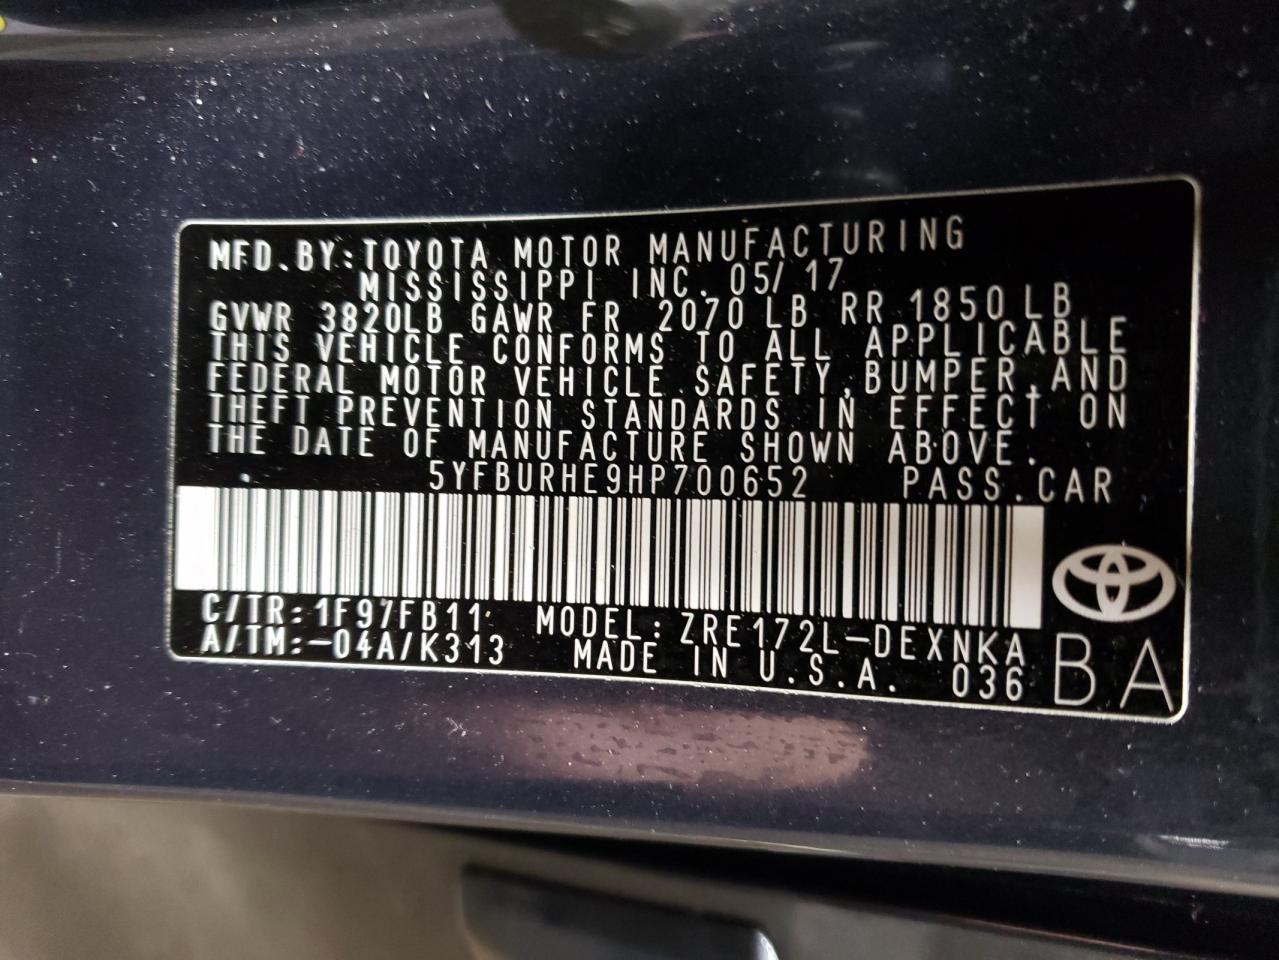 MFD.BY:TOYOTA MOTOR MANUFACTURING
MISSISSIPPI INC. 05/17
GVWR 3820LB GAWR FR 2070 LB RR 1850 LB
THIS VEHICLE CONFORMS TO ALL APPLICABLE
FEDERAL MOTOR VEHICLE SAFETY,BUMPER,AND
THEFT PREVENTION STANDARDS IN EFFECT ON
THE DATE OF MANUFACTURE SHOWN ABOVE.
5YFBURHE9HP700652 PASS.CAR
C/TR:1F97FB11 MODEL:ZRE172L-DEXNKA
A/TM:-04A/K313 MADE IN U.S.A. 036
BA